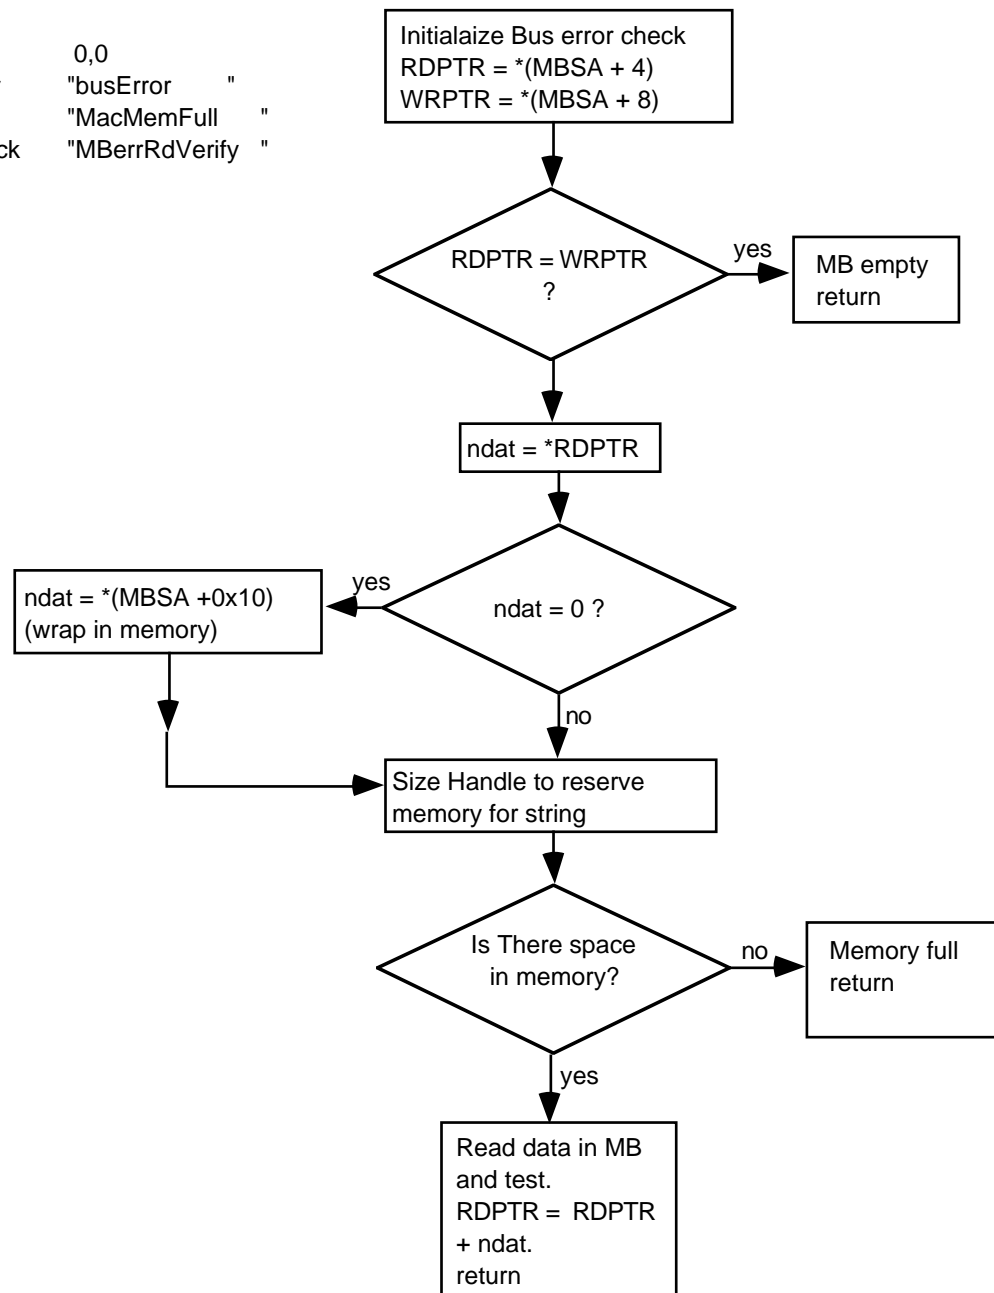 0,0
"busError "
"MacMemFull "
ck "MBerrRdVerify "
Initialaize Bus error check
RDPTR = *(MBSA + 4)
WRPTR = *(MBSA + 8)
RDPTR = WRPTR
?
yes
MB empty
return
ndat = *RDPTR
ndat = 0 ?
yes
ndat = *(MBSA +0x10)
(wrap in memory)
no
Size Handle to reserve
memory for string
Is There space
in memory?
no
Memory full
return
yes
Read data in MB
and test.
RDPTR = RDPTR
+ ndat.
return